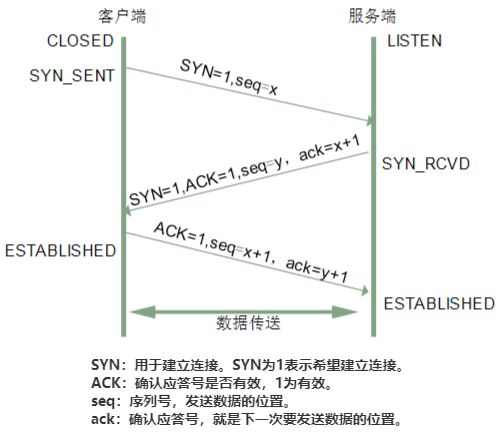 客户端
服务端
CLOSED
LISTEN
SYN_SENT
SYN=1,seq=x
SYN=1,ACK=1,seq=y，ack=x+1
SYN_RCVD
ACK=1,seq=x+1，ack=y+1
ESTABLISHED
ESTABLISHED
数据传送
SYN：用于建立连接。SYN为1表示希望建立连接。
ACK：确认应答号是否有效，1为有效。
seq：序列号，发送数据的位置。
ack：确认应答号，就是下一次要发送数据的位置。